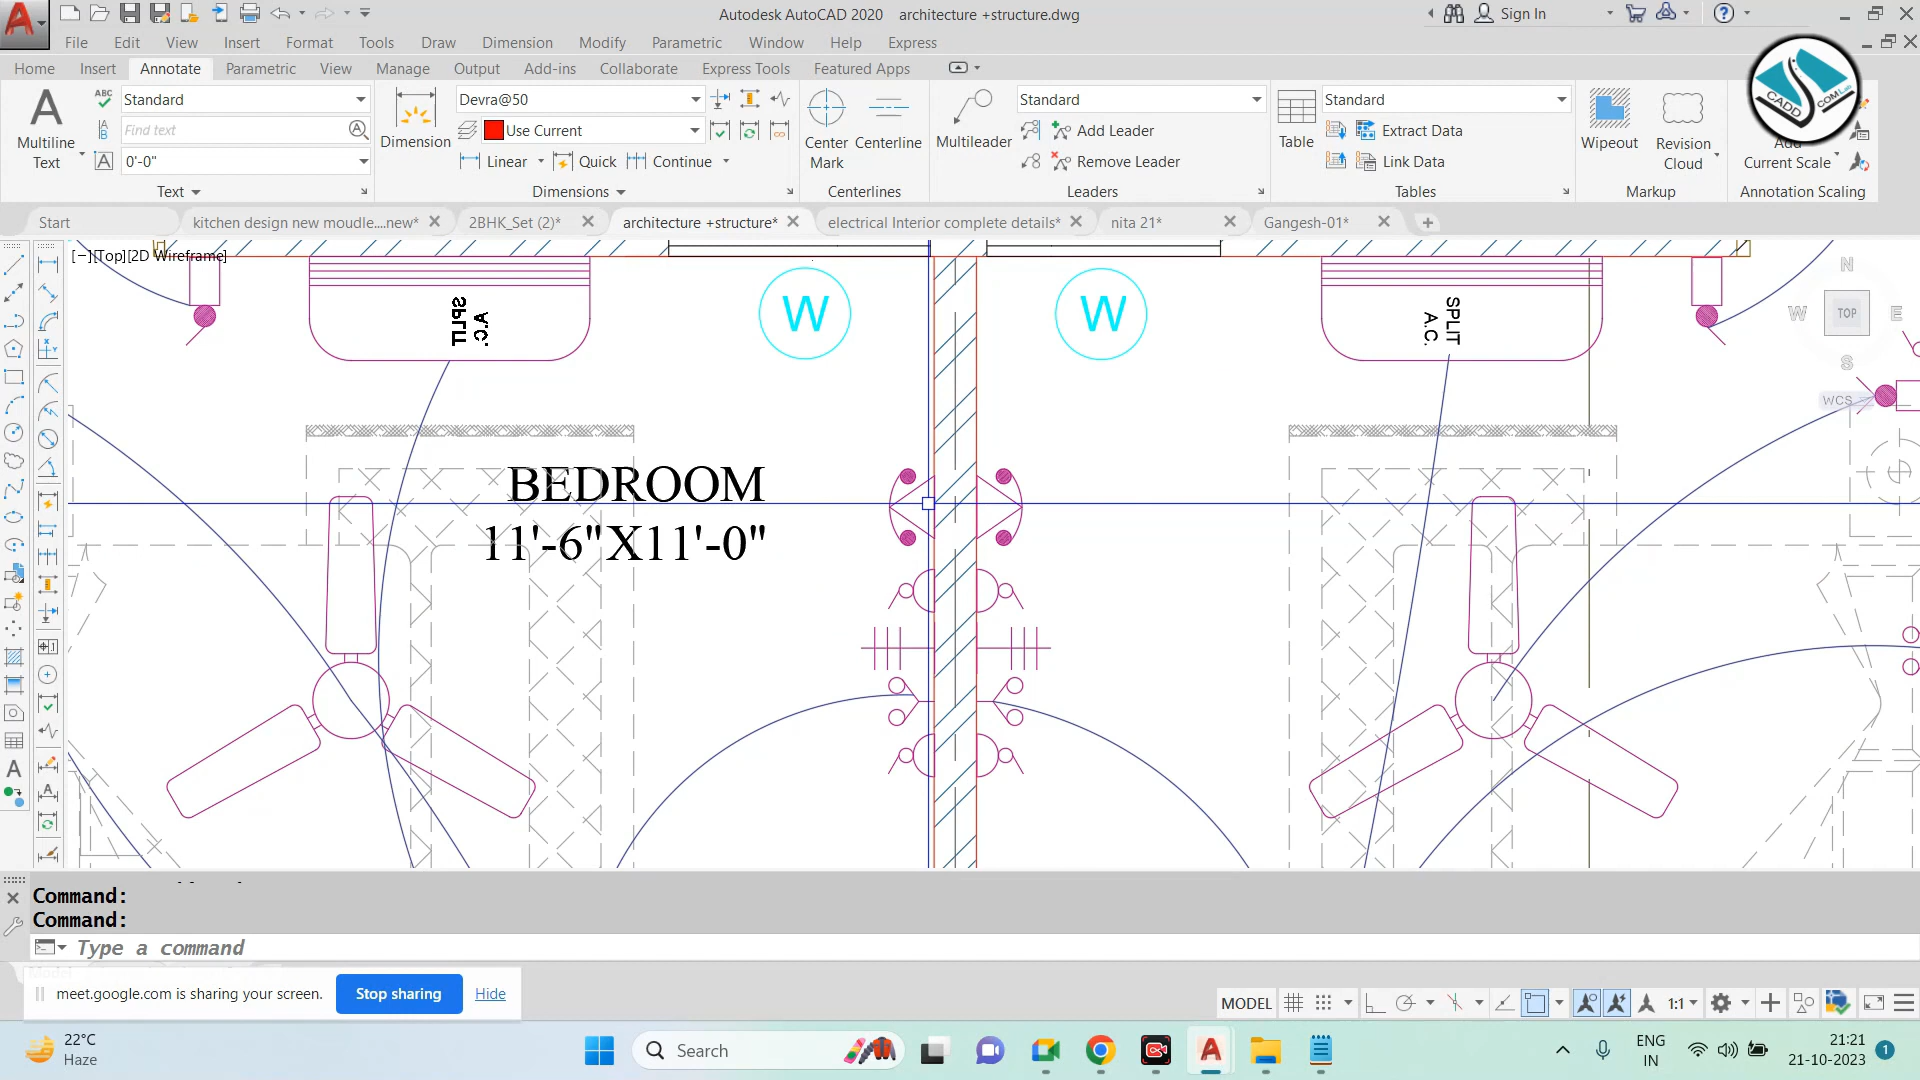 Autodesk AutoCAD 2020 architecture +structure.dwg
Sign In
File Edit View Insert Format Tools Draw Dimension Modify Parametric Window Help Express
Home Insert Annotate Parametric View Manage Output Add-ins Collaborate Express Tools Featured Apps
CADD
COM Lab
A
Multiline
Text
ABC
Standard
Find text
0'-0"
Text
Dimension
Devra@50
Use Current
Linear Quick Continue
Dimensions
Center
Mark
Centerline
Centerlines
Multileader
Standard
Add Leader
Remove Leader
Leaders
Table
Standard
Extract Data
Link Data
Tables
Wipeout
Revision
Cloud
Markup
Add
Current Scale
Annotation Scaling
Start kitchen design new moudle....new* 2BHK_Set (2)* architecture +structure* electrical Interior complete details* nita 21* Gangesh-01*
[−][Top][2D Wireframe]
SPLIT
A.C.
W
W
SPLIT
A.C.
N
W TOP E
S
WCS
BEDROOM
11'-6"X11'-0"
Command:
Command:
Type a command
meet.google.com is sharing your screen. Stop sharing Hide
MODEL 1:1
22°C
Haze
Search
ENG
IN
21:21
21-10-2023
1